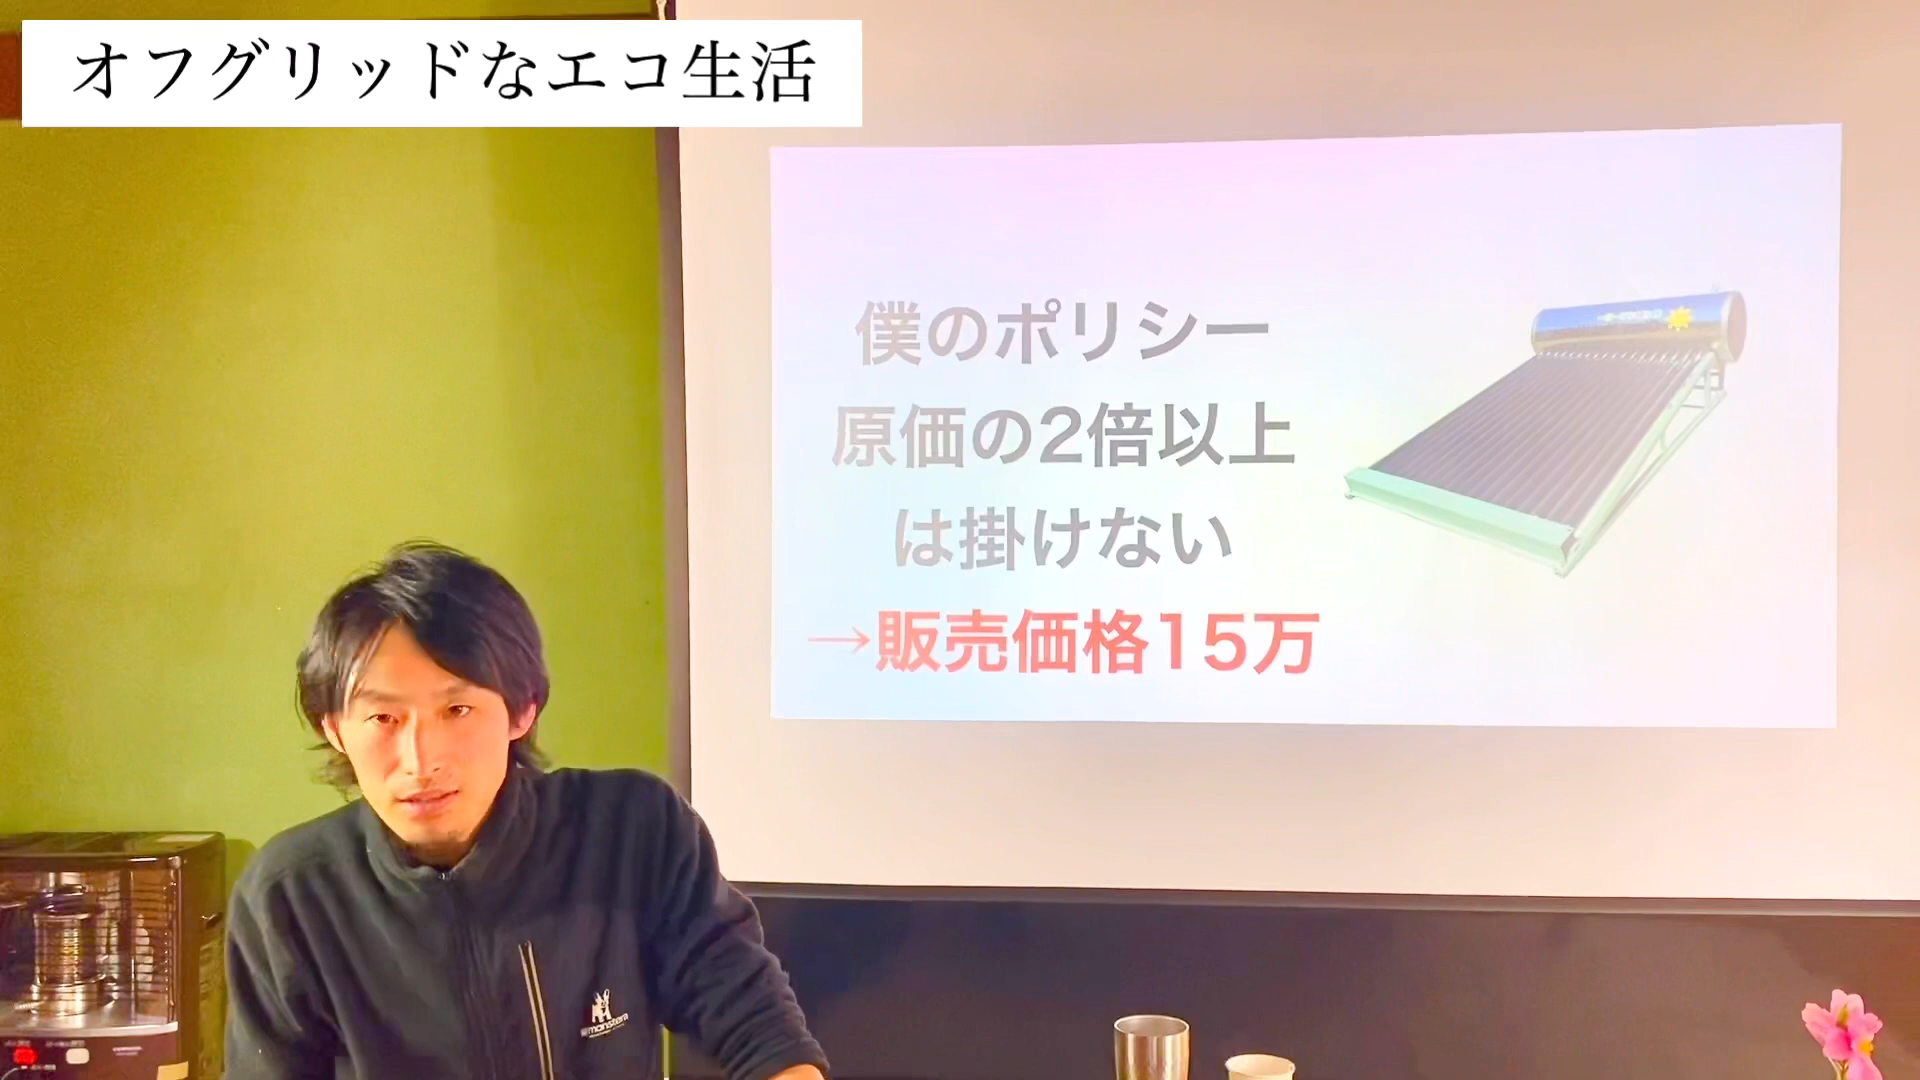 オフグリッドなエコ生活
僕のポリシー
原価の2倍以上
は掛けない
→販売価格15万
monstera